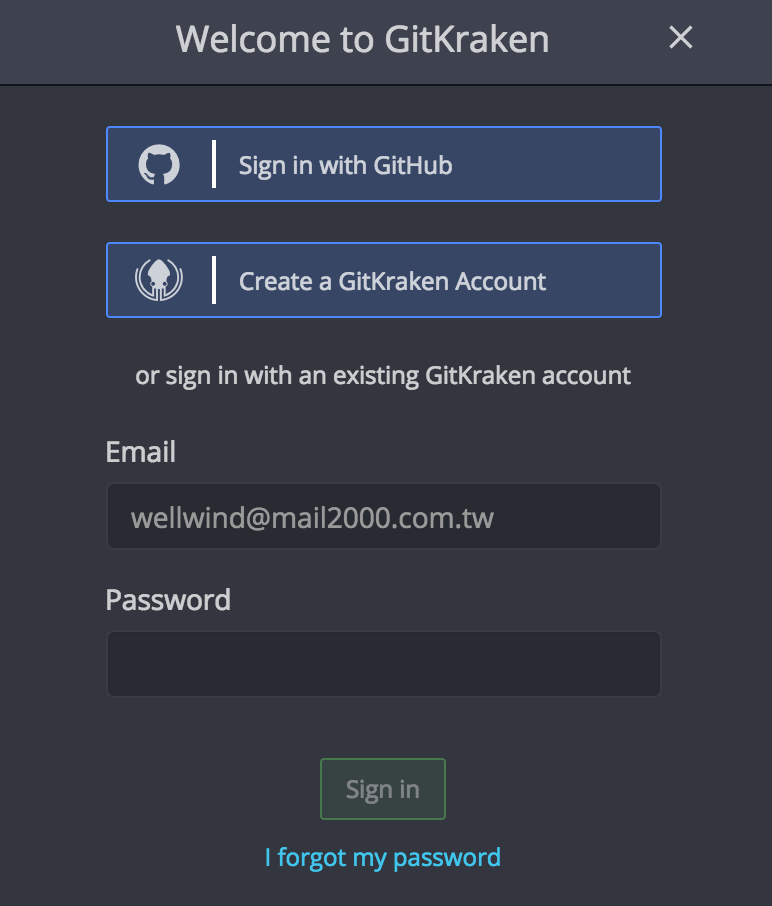 Welcome to GitKraken
Sign in with GitHub
Create a GitKraken Account
or sign in with an existing GitKraken account
Email
wellwind@mail2000.com.tw
Password
Sign in
I forgot my password